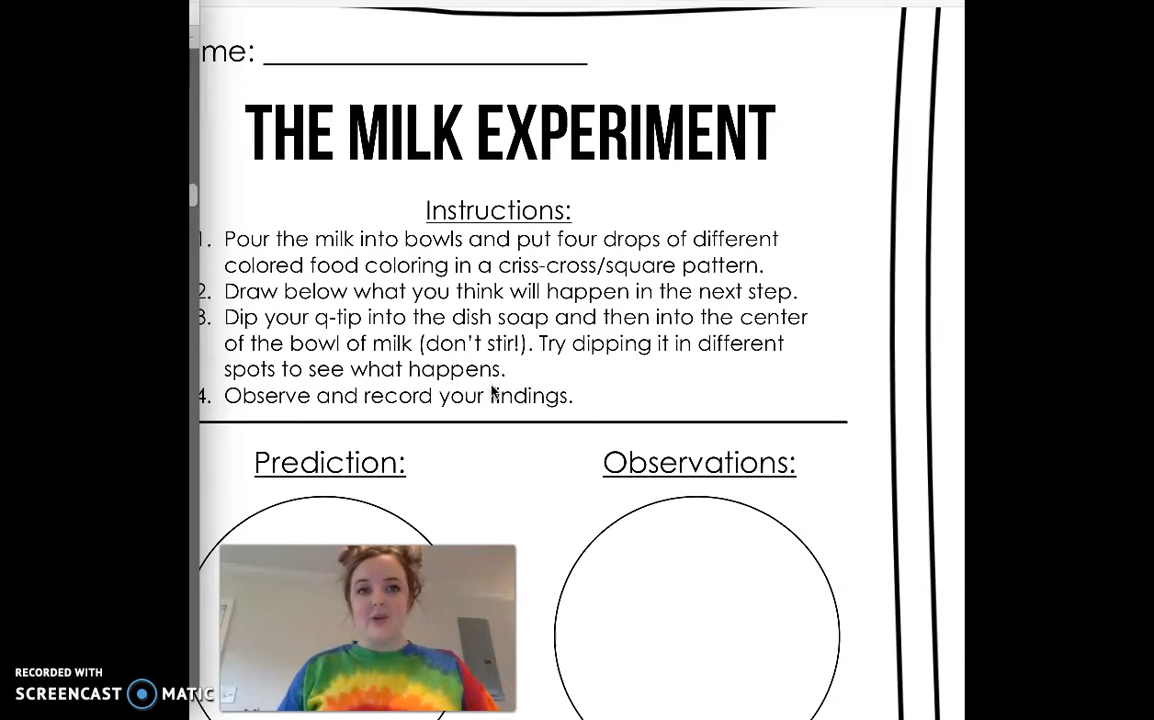 me: ____________________
THE MILK EXPERIMENT
Instructions:
1. Pour the milk into bowls and put four drops of different
colored food coloring in a criss-cross/square pattern.
2. Draw below what you think will happen in the next step.
3. Dip your q-tip into the dish soap and then into the center
of the bowl of milk (don't stir!). Try dipping it in different
spots to see what happens.
4. Observe and record your findings.
Prediction:
Observations:
RECORDED WITH
SCREENCAST MATIC